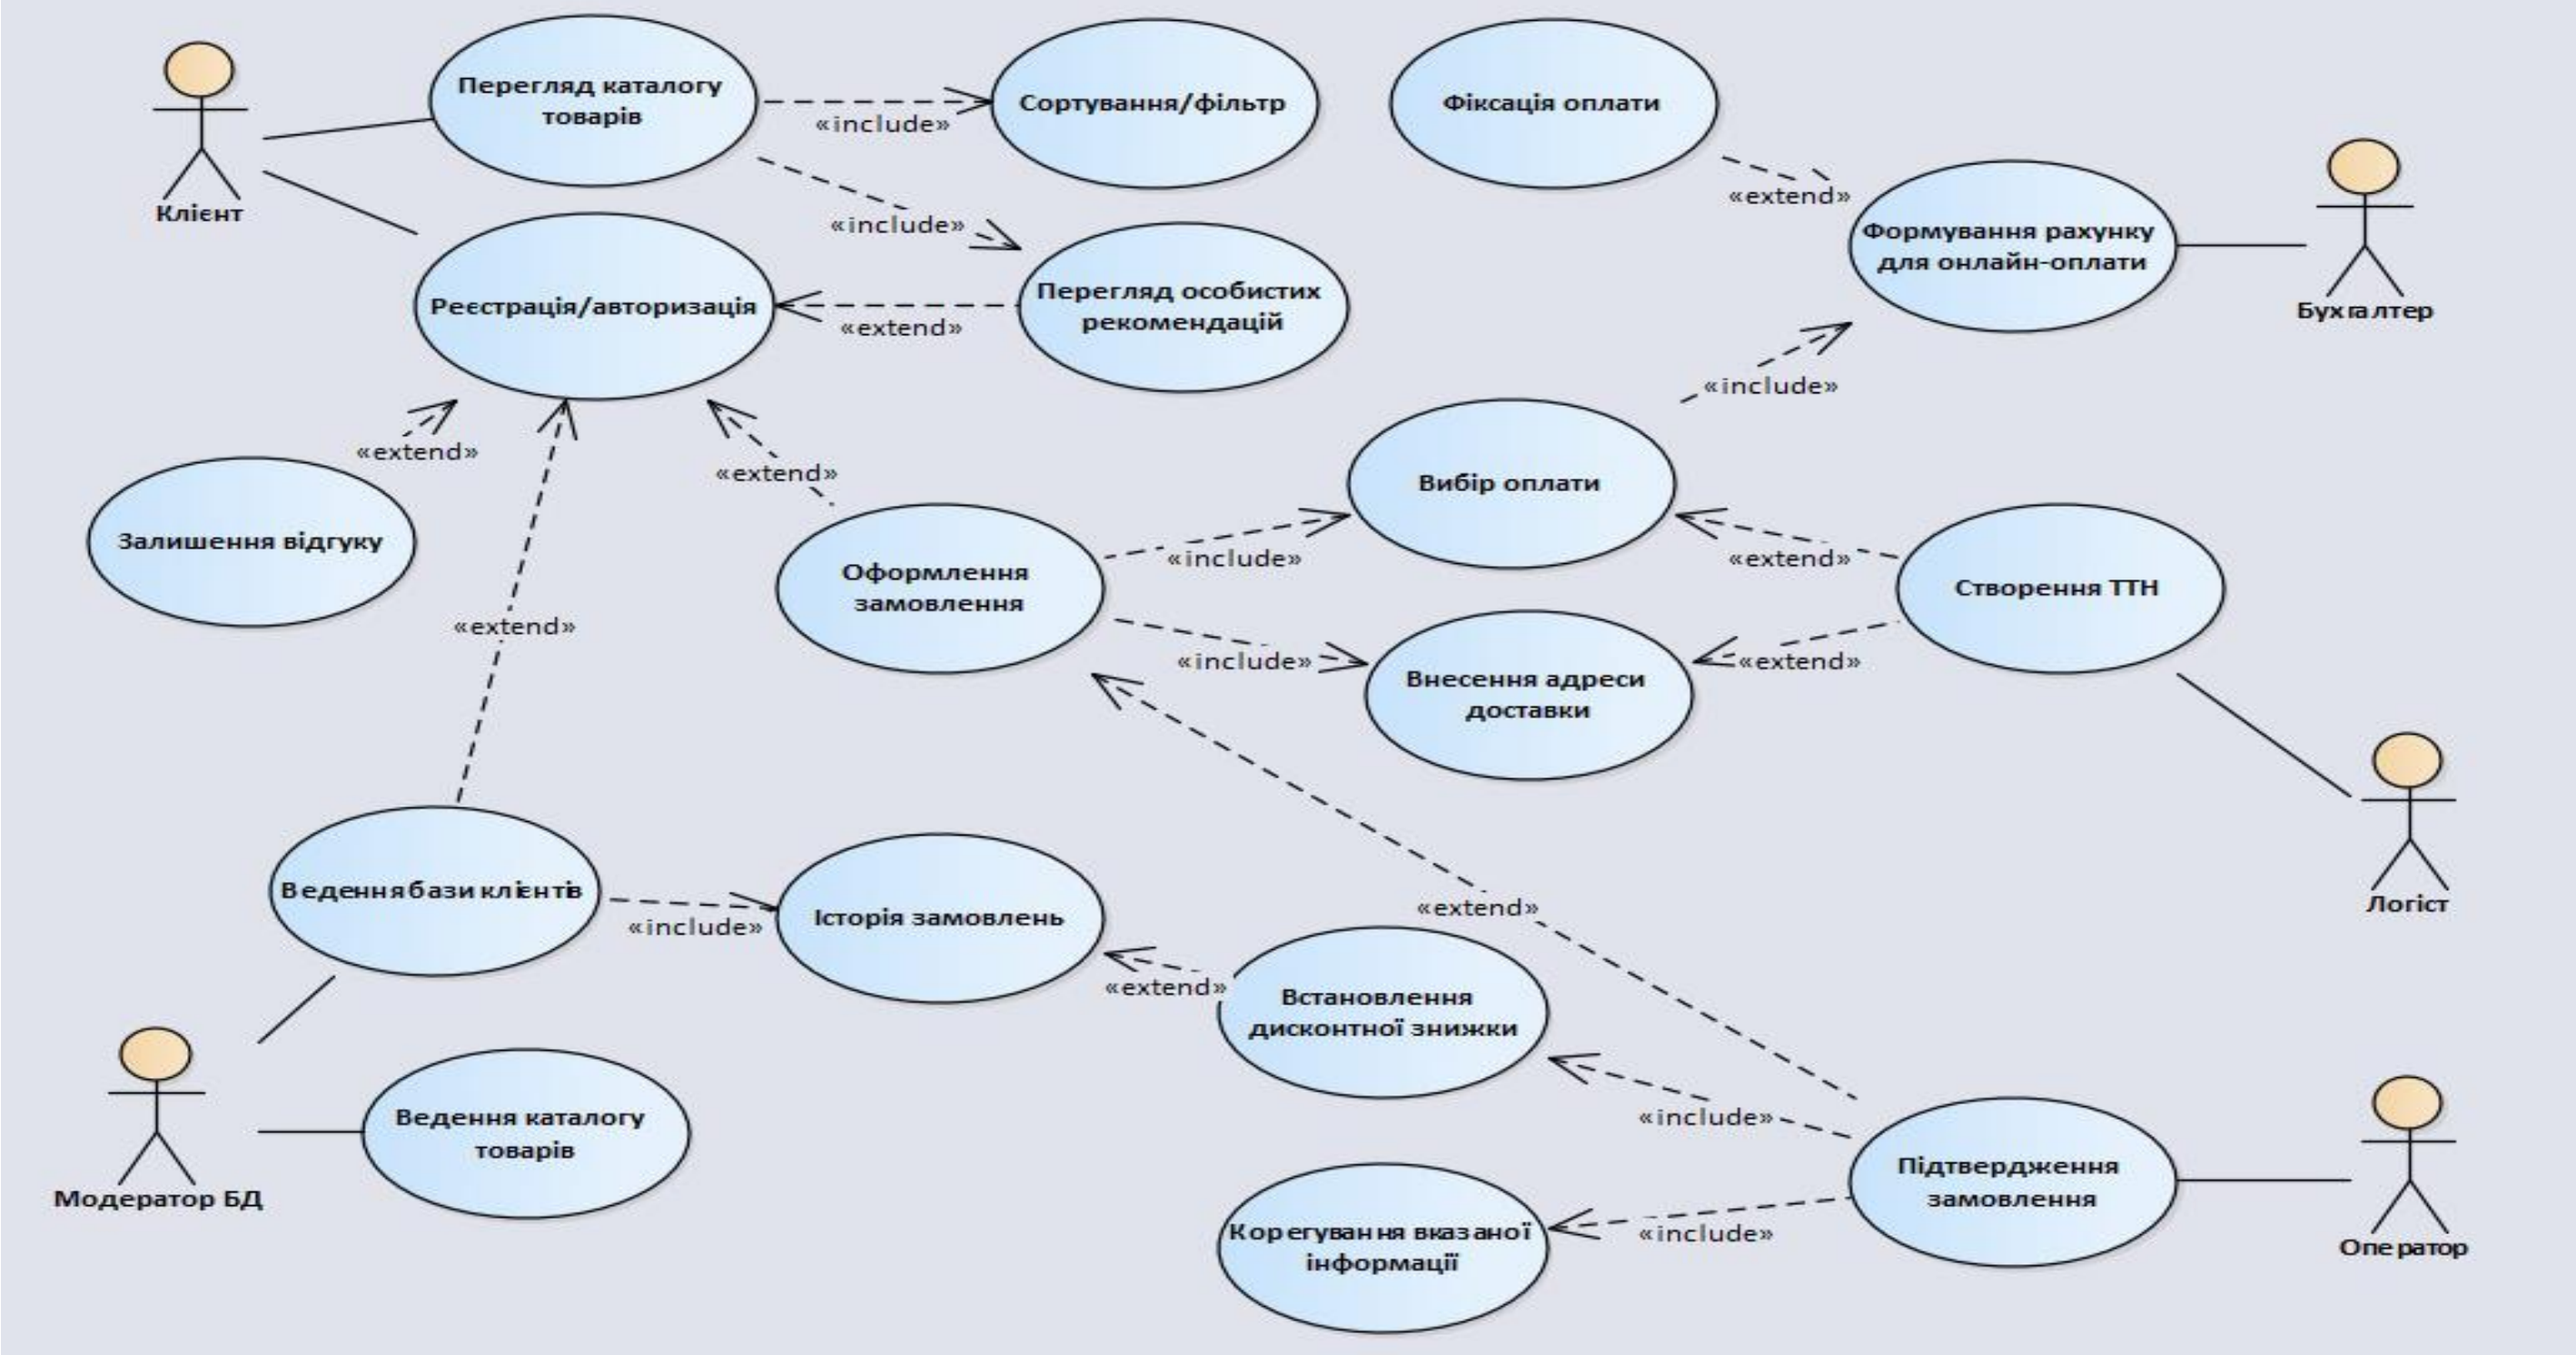 Перегляд каталогу
товарів
«include»
Сортування/фільтр
Фіксація оплати
«extend»
Клієнт
«include»
Формування рахунку
для онлайн-оплати
Бухгалтер
Реєстрація/авторизація
«extend»
Перегляд особистих
рекомендацій
«include»
«extend»
«extend»
Вибір оплати
Залишення відгуку
Оформлення
замовлення
«include»
«extend»
Створення ТТН
«extend»
«include»
«extend»
Внесення адреси
доставки
Ведення бази клієнтів
«include»
Історія замовлень
«extend»
Логіст
«extend»
Встановлення
дисконтної знижки
Ведення каталогу
товарів
«include»
Модератор БД
Підтвердження
замовлення
Корегування вказаної
інформації
«include»
Оператор